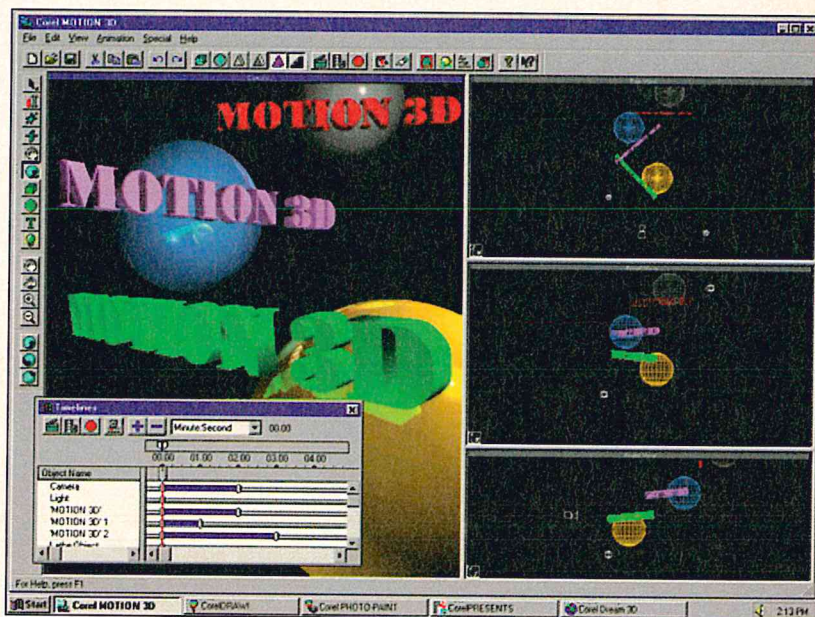 Corel MOTION 3D
File Edit View Animation Special Help
MOTION 3D
MOTION 3D
MOTION 3D
Timelines
Minute:Second 00.00
00.00 01.00 02.00 03.00 04.00
Object Name
Camera
Light
'MOTION 3D'
'MOTION 3D' 1
'MOTION 3D' 2
For Help, press F1
Start Corel MOTION 3D CorelDRAW! Corel PHOTO-PAINT CorelPRESENTS Corel Dream 3D 2:13 PM